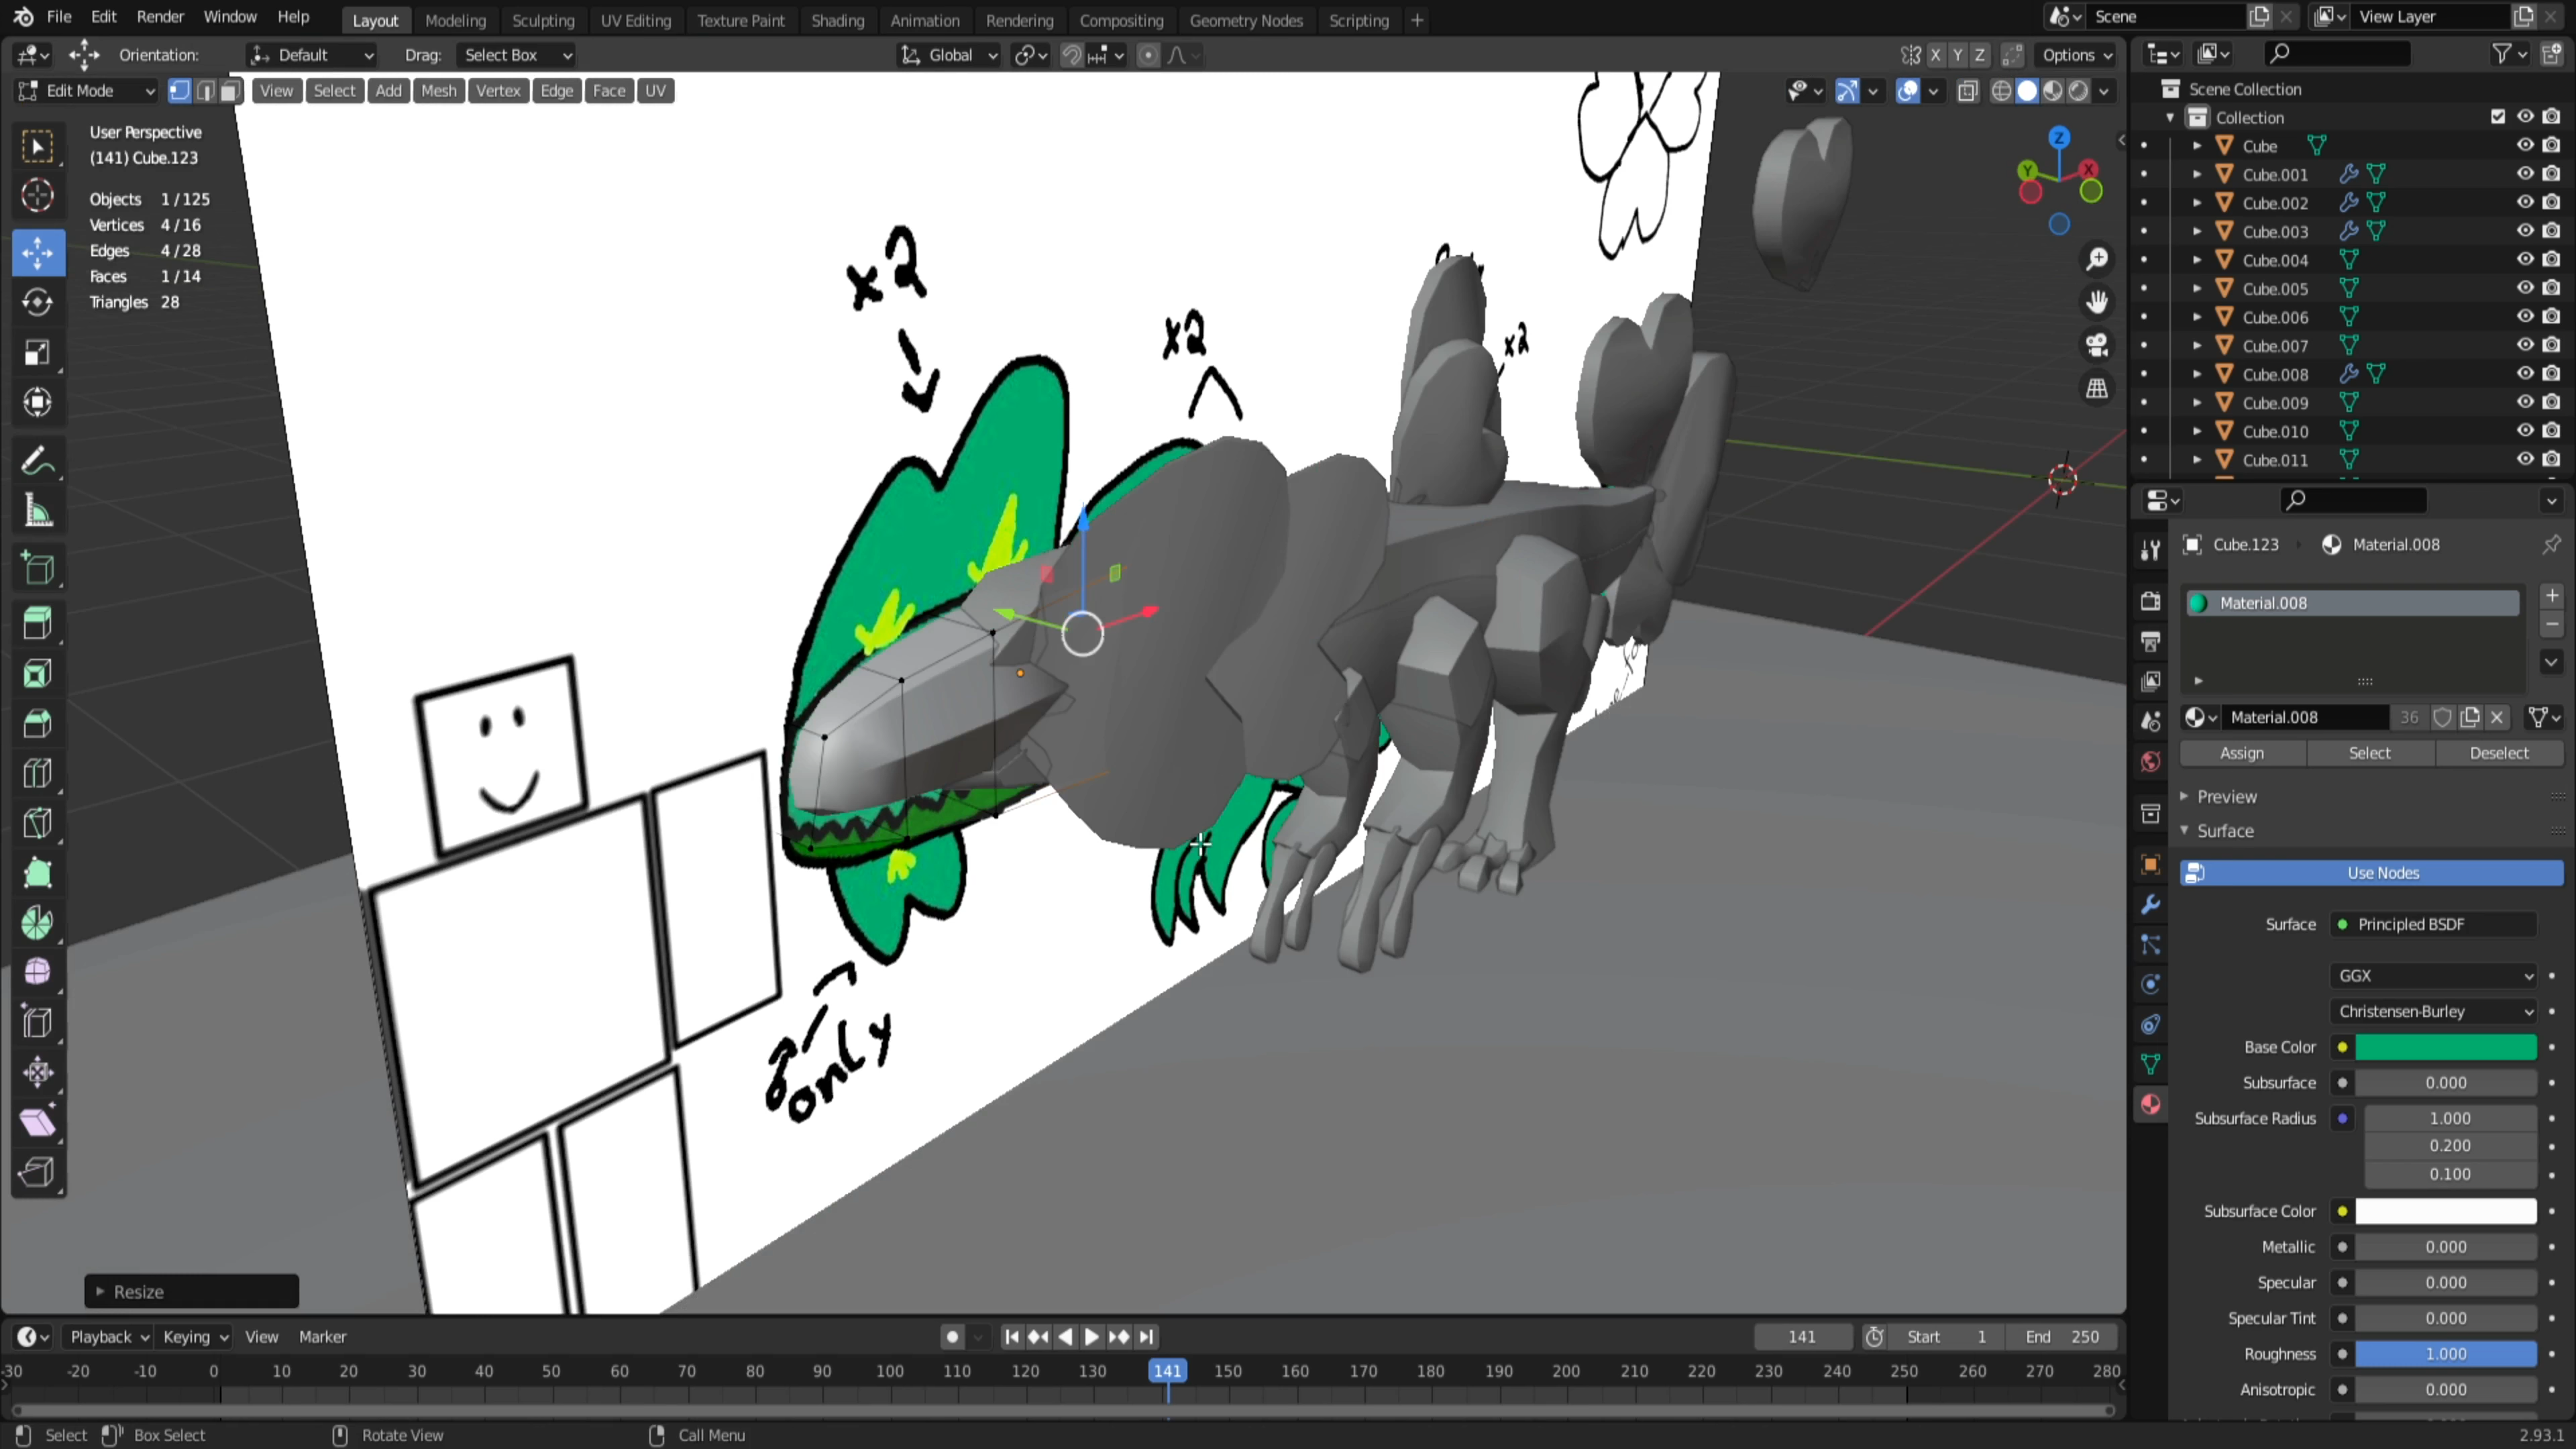 File Edit Render Window Help
Layout Modeling Sculpting UV Editing Texture Paint Shading Animation Rendering Compositing Geometry Nodes Scripting +
Scene
View Layer
Orientation: Default Drag: Select Box
Global
X Y Z Options
Edit Mode View Select Add Mesh Vertex Edge Face UV
User Perspective
(141) Cube.123
Objects 1/125
Vertices 4/16
Edges 4/28
Faces 1/14
Triangles 28
x2
x2
x2
only
Z
Y
X
Resize
Scene Collection
Collection
Cube
Cube.001
Cube.002
Cube.003
Cube.004
Cube.005
Cube.006
Cube.007
Cube.008
Cube.009
Cube.010
Cube.011
Cube.123 Material.008
Material.008
Material.008 36
Assign Select Deselect
Preview
Surface
Use Nodes
Surface Principled BSDF
GGX
Christensen-Burley
Base Color
Subsurface 0.000
Subsurface Radius 1.000
0.200
0.100
Subsurface Color
Metallic 0.000
Specular 0.000
Specular Tint 0.000
Roughness 1.000
Anisotropic 0.000
Playback Keying View Marker
141 Start 1 End 250
-30 -20 -10 0 10 20 30 40 50 60 70 80 90 100 110 120 130 141 150 160 170 180 190 200 210 220 230 240 250 260 270 280
Select Box Select Rotate View Call Menu 2.93.1